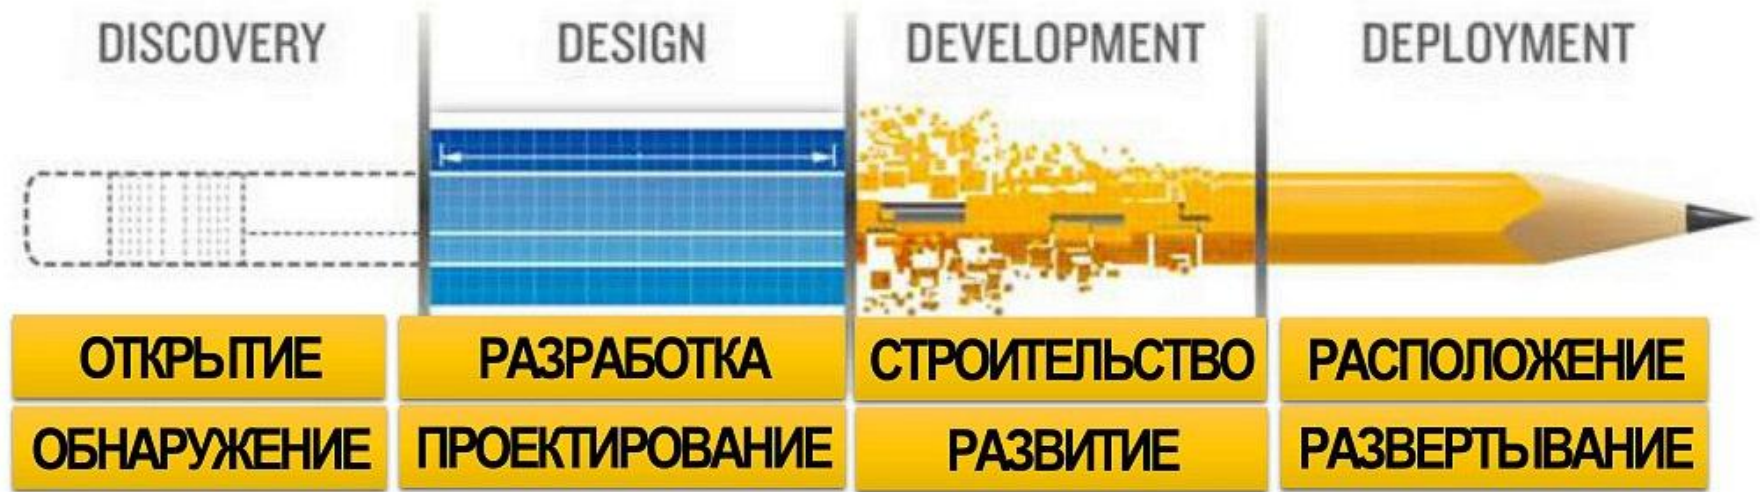 DISCOVERY
DESIGN
DEVELOPMENT
DEPLOYMENT
ОТКРЫТИЕ
РАЗРАБОТКА
СТРОИТЕЛЬСТВО
РАСПОЛОЖЕНИЕ
ОБНАРУЖЕНИЕ
ПРОЕКТИРОВАНИЕ
РАЗВИТИЕ
РАЗВЕРТЫВАНИЕ